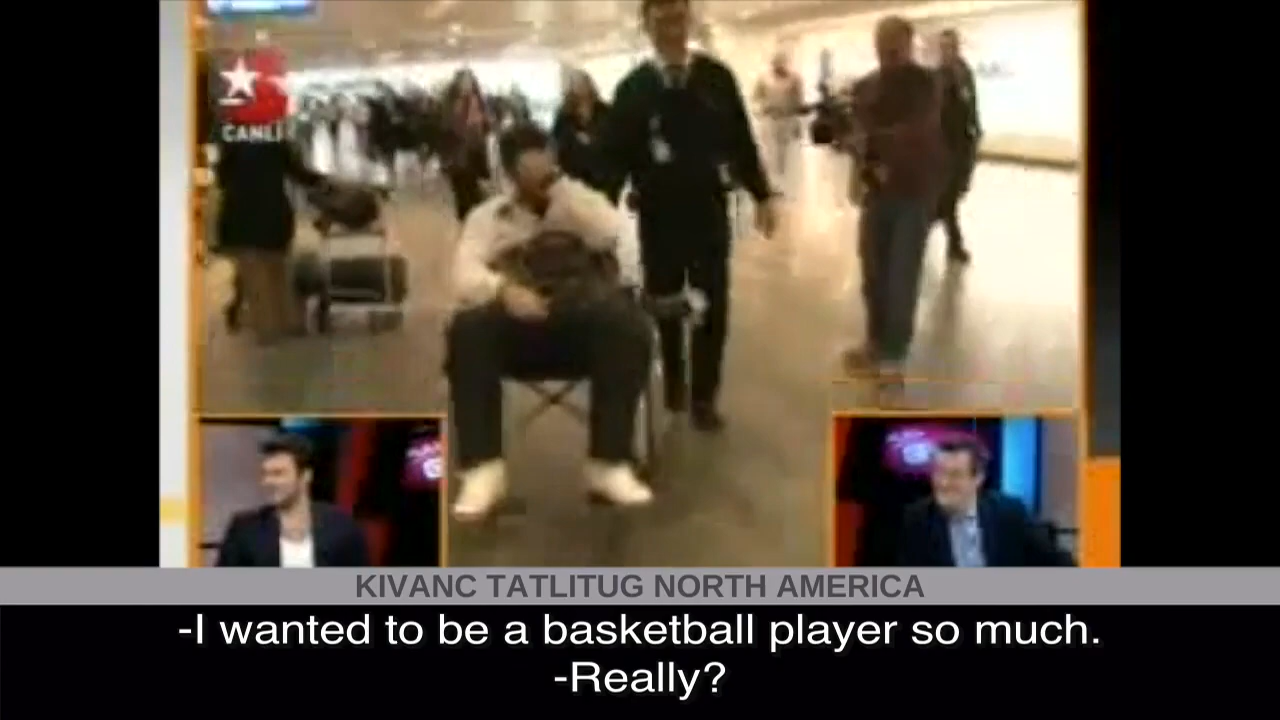 CANLI
KIVANC TATLITUG NORTH AMERICA
-I wanted to be a basketball player so much.
-Really?